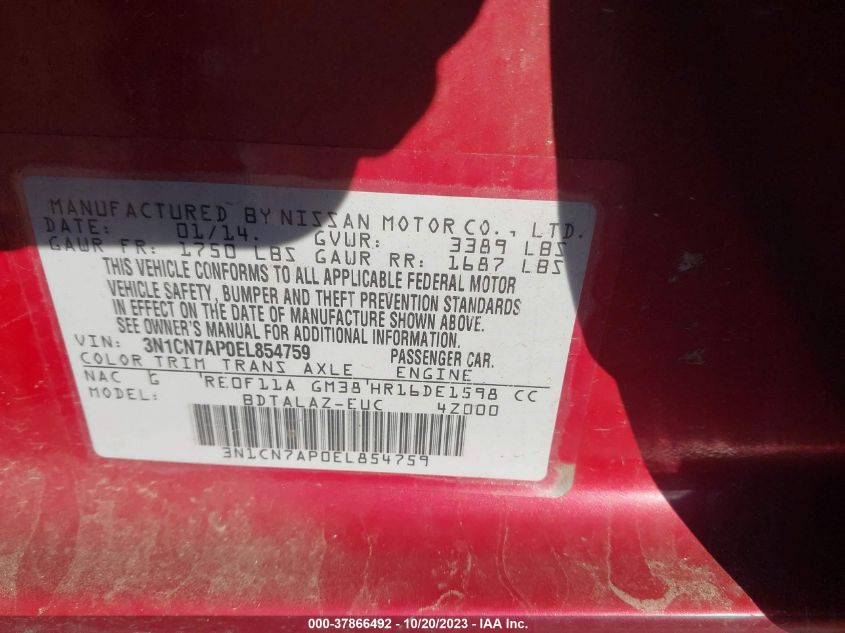 MANUFACTURED BY NISSAN MOTOR CO., LTD.
DATE: 01/14. GVWR: 3389 LBS
GAWR FR: 1750 LBS GAWR RR: 1687 LBS
THIS VEHICLE CONFORMS TO ALL APPLICABLE FEDERAL MOTOR
VEHICLE SAFETY, BUMPER AND THEFT PREVENTION STANDARDS
IN EFFECT ON THE DATE OF MANUFACTURE SHOWN ABOVE.
SEE OWNER'S MANUAL FOR ADDITIONAL INFORMATION.
VIN: 3N1CN7AP0EL854759 PASSENGER CAR.
COLOR TRIM TRANS AXLE ENGINE
NAC G RE0F11A GM38 HR16DE1598 CC
MODEL: BDTALAZ-EUC 4Z000
3N1CN7AP0EL854759
000-37866492 - 10/20/2023 - IAA Inc.